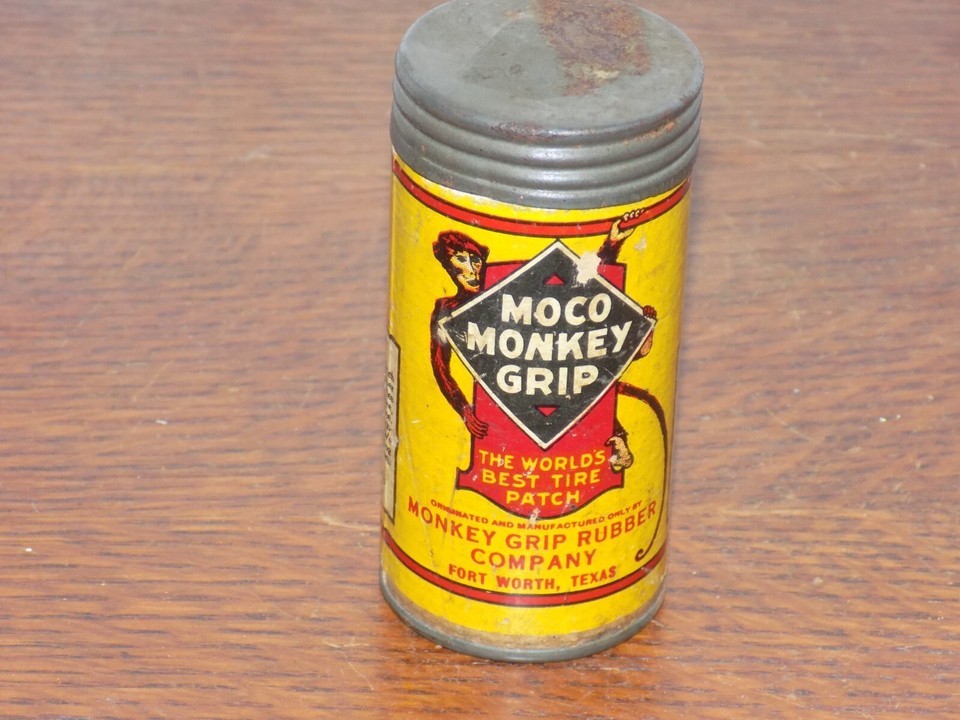 MOCO
MONKEY
GRIP
THE WORLD'S
BEST TIRE
PATCH
ORIGINATED AND MANUFACTURED ONLY BY
MONKEY GRIP RUBBER
COMPANY
FORT WORTH, TEXAS